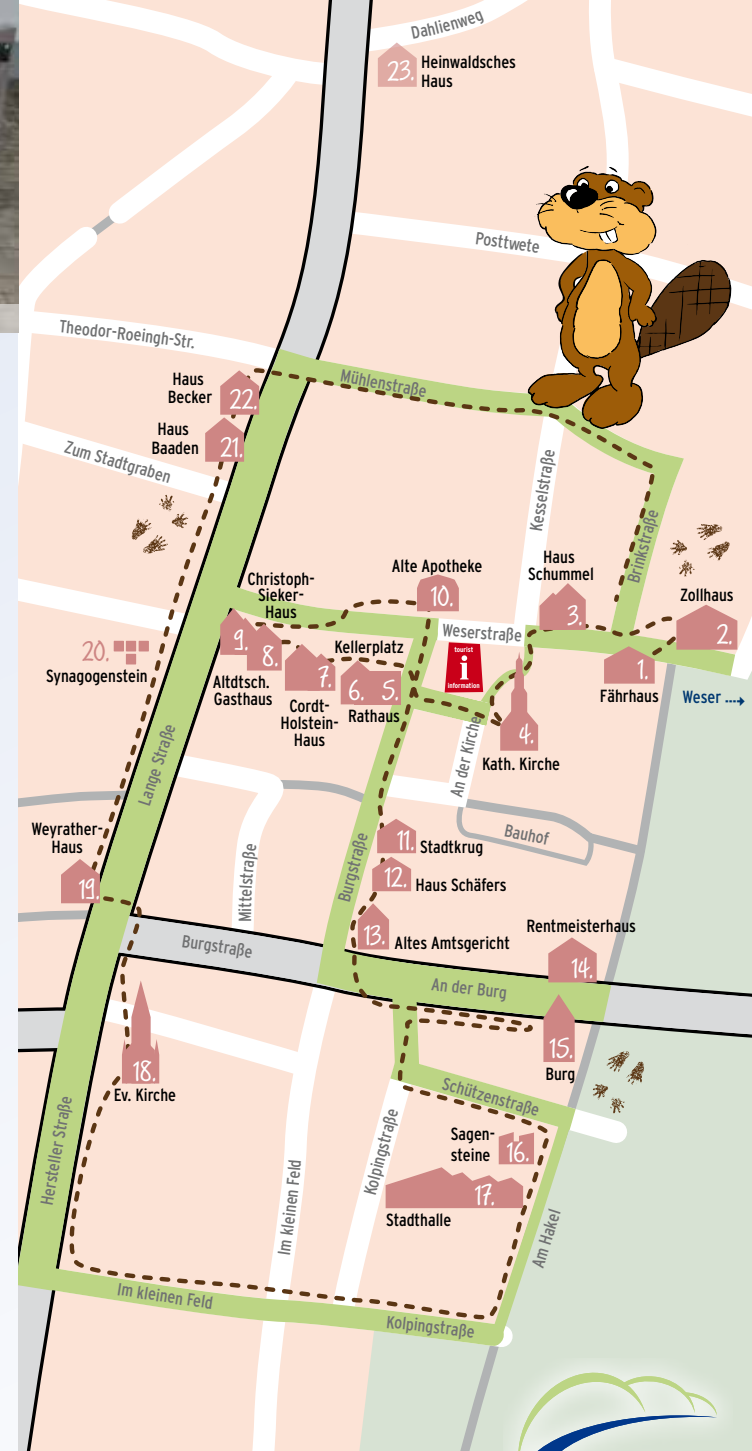 Dahlienweg
23.
Heinwaldsches
Haus
Posttwete
Theodor-Roeingh-Str.
Mühlenstraße
Haus
Becker
22.
Haus
Baaden
21.
Zum Stadtgraben
Kesselstraße
Brinkstraße
Christoph-
Sieker-
Haus
Alte Apotheke
10.
Haus
Schummel
3.
Zollhaus
2.
Weserstraße
9.
8.
Altdtsch.
Gasthaus
Kellerplatz
7.
Cordt-
Holstein-
Haus
6. 5.
Rathaus
tourist
i
information
1.
Fährhaus
Weser
20.
Synagogenstein
4.
Kath. Kirche
An der Kirche
Lange Straße
Bauhof
Weyrather-
Haus
19.
Mittelstraße
Burgstraße
11. Stadtkrug
12. Haus Schäfers
13. Altes Amtsgericht
Rentmeisterhaus
14.
Burgstraße
An der Burg
15.
Burg
18.
Ev. Kirche
Schützenstraße
Hersteller Straße
Kolpingstraße
Sagen-
steine
16.
17.
Stadthalle
Im kleinen Feld
Am Hakel
Im kleinen Feld
Kolpingstraße